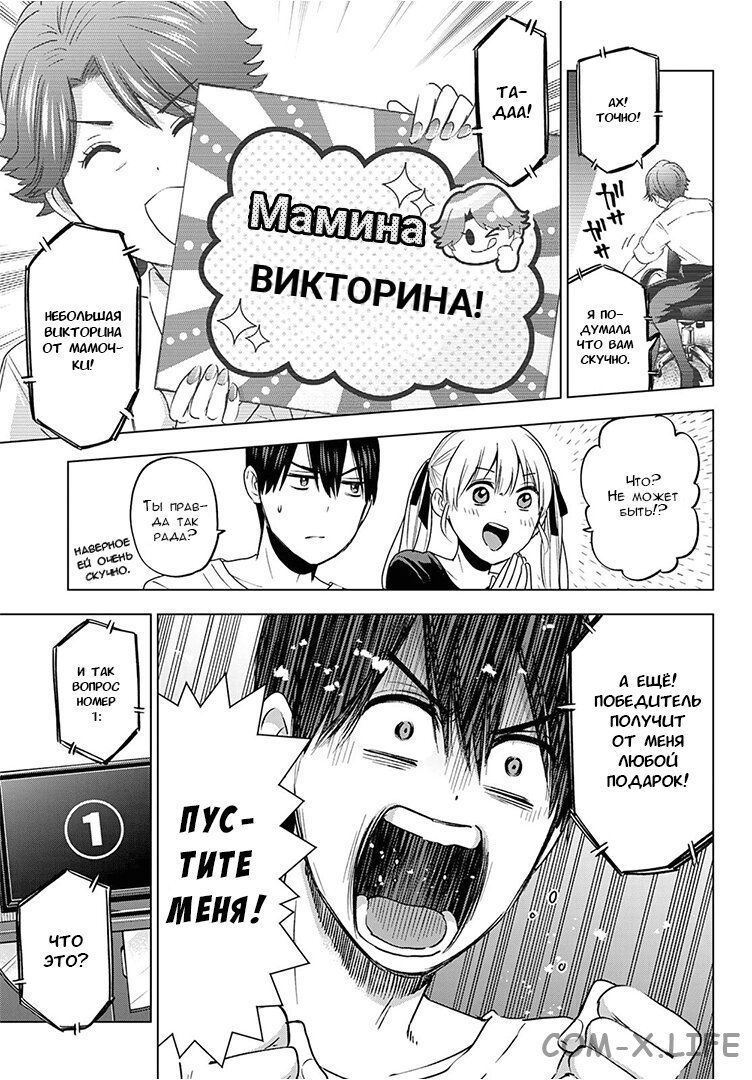 АХ!
ТОЧНО!
Я ПО-
ДУМАЛА
ЧТО ВАМ
СКУЧНО.
ТА-
ДАА!
Мамина
ВИКТОРИНА!
НЕБОЛЬШАЯ
ВИКТОРИНА
ОТ МАМОЧ-
КИ!
Что?
Не может
быть!?
Ты прав-
да так
рада?
НАВЕРНОЕ
ЕЙ ОЧЕНЬ
СКУЧНО.
А ЕЩЁ!
ПОБЕДИТЕЛЬ
ПОЛУЧИТ
ОТ МЕНЯ
ЛЮБОЙ
ПОДАРОК!
ПУС-
ТИТЕ
МЕНЯ!
И ТАК
ВОПРОС
НОМЕР
1:
1
ЧТО
ЭТО?
COM-X.LIFE